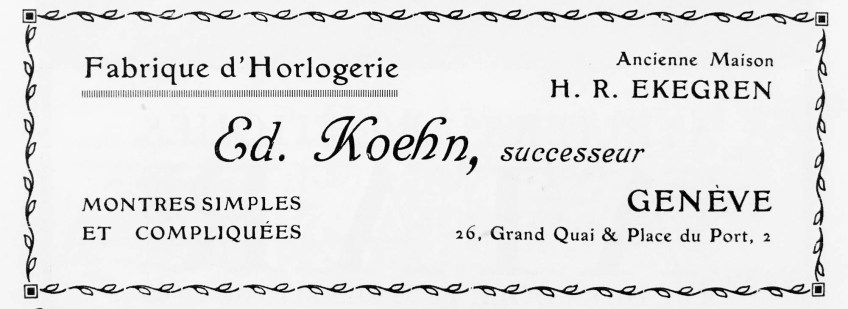 Fabrique d'Horlogerie
Ancienne Maison
H. R. EKEGREN
Ed. Koehn, successeur
MONTRES SIMPLES
ET COMPLIQUÉES
GENÈVE
26, Grand Quai & Place du Port, 2